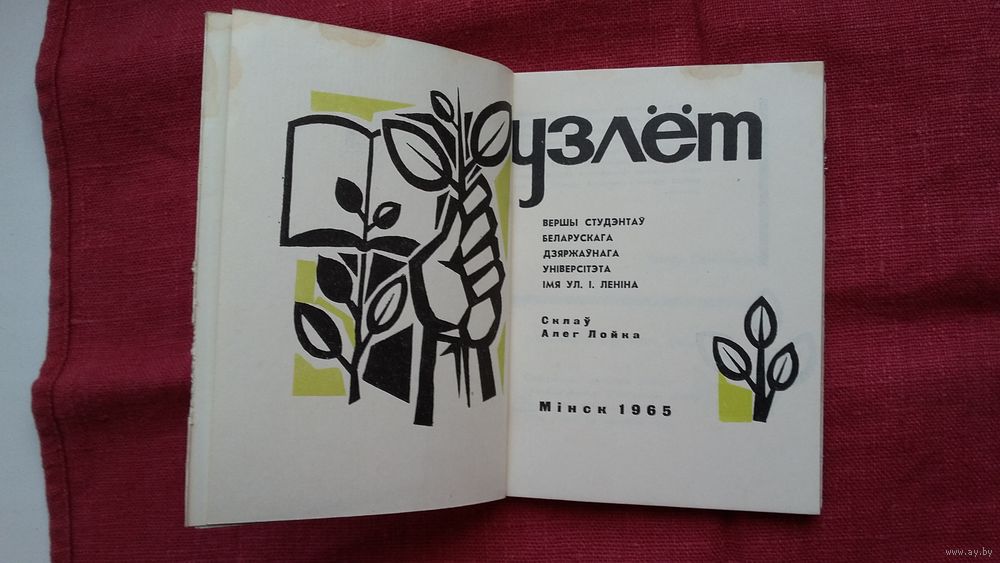 узлёт
ВЕРШЫ СТУДЭНТАЎ
БЕЛАРУСКАГА
ДЗЯРЖАЎНАГА
УНІВЕРСІТЭТА
ІМЯ УЛ. І. ЛЕНІНА
Склаў
Алег Лойка
Мінск 1965
www.ay.by